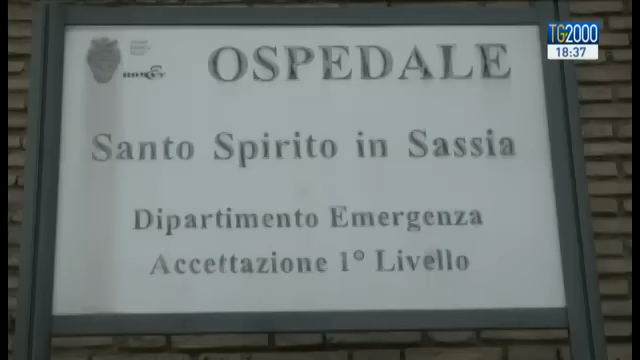 TG2000
18:37
OSPEDALE
Santo Spirito in Sassia
Dipartimento Emergenza
Accettazione 1° Livello